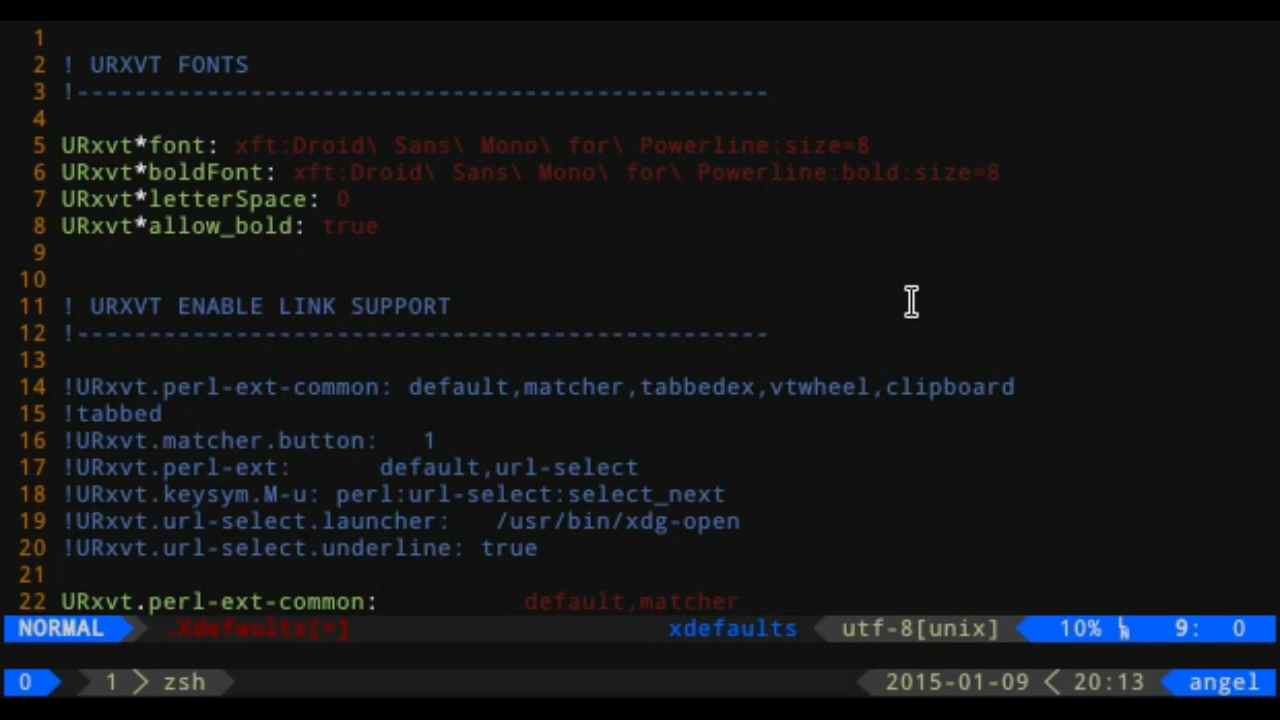 1
2 ! URXVT FONTS
3 !------------------------------------------------
4
5 URxvt*font: xft:Droid\ Sans\ Mono\ for\ Powerline:size=8
6 URxvt*boldFont: xft:Droid\ Sans\ Mono\ for\ Powerline:bold:size=8
7 URxvt*letterSpace: 0
8 URxvt*allow_bold: true
9
10
11 ! URXVT ENABLE LINK SUPPORT
12 !------------------------------------------------
13
14 !URxvt.perl-ext-common: default,matcher,tabbedex,vtwheel,clipboard
15 !tabbed
16 !URxvt.matcher.button:   1
17 !URxvt.perl-ext:      default,url-select
18 !URxvt.keysym.M-u: perl:url-select:select_next
19 !URxvt.url-select.launcher:   /usr/bin/xdg-open
20 !URxvt.url-select.underline: true
21
22 URxvt.perl-ext-common:          default,matcher
NORMAL .Xdefaults[+] xdefaults utf-8[unix] 10% 9: 0
0 1 zsh 2015-01-09 20:13 angel